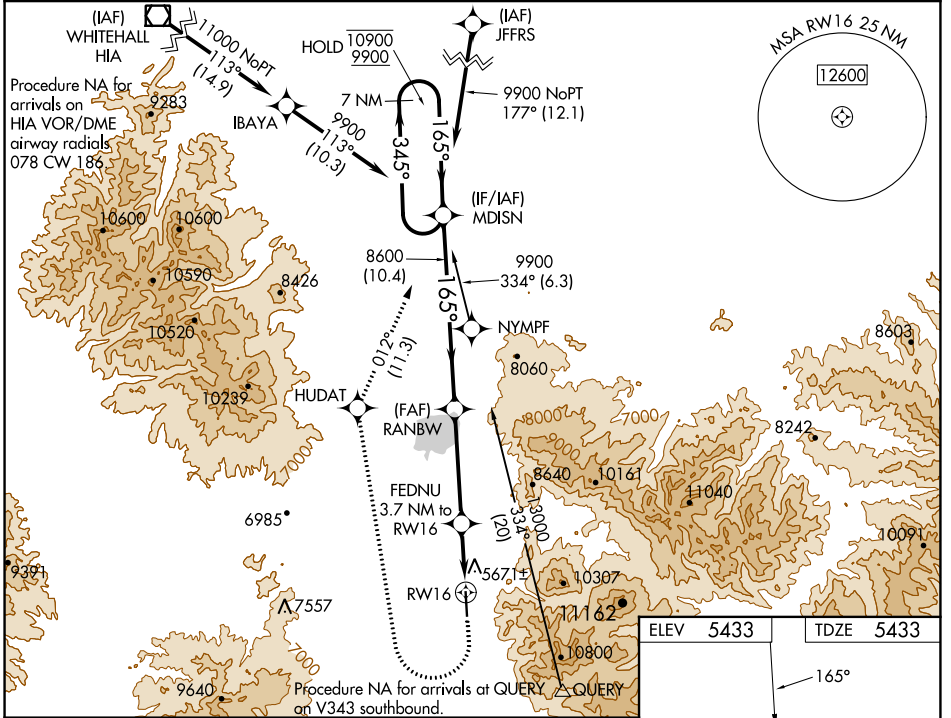 (IAF)
WHITEHALL
HIA
11000 NoPT
113°
(14.9)
Procedure NA for
arrivals on
HIA VOR/DME
airway radials
078 CW 186.
9283
IBAYA
9900
113°
(10.3)
HOLD 10900
9900
7 NM
345°
165°
(IAF)
JFFRS
9900 NoPT
177° (12.1)
MSA RW16 25 NM
12600
(IF/IAF)
MDISN
10600
10600
10590
8426
10520
10239
7000
8600
(10.4)
165°
9900
334° (6.3)
NYMPF
012°
(11.3)
HUDAT
(FAF)
RANBW
8060
8603
8000
7000
9000
8242
8640
10161
11040
13000
334°
(20)
FEDNU
3.7 NM to
RW16
6985
10091
9391
5671±
RW16
10307
11162
7557
7000
10800
9640
Procedure NA for arrivals at QUERY
on V343 southbound.
QUERY
ELEV 5433
TDZE 5433
165°